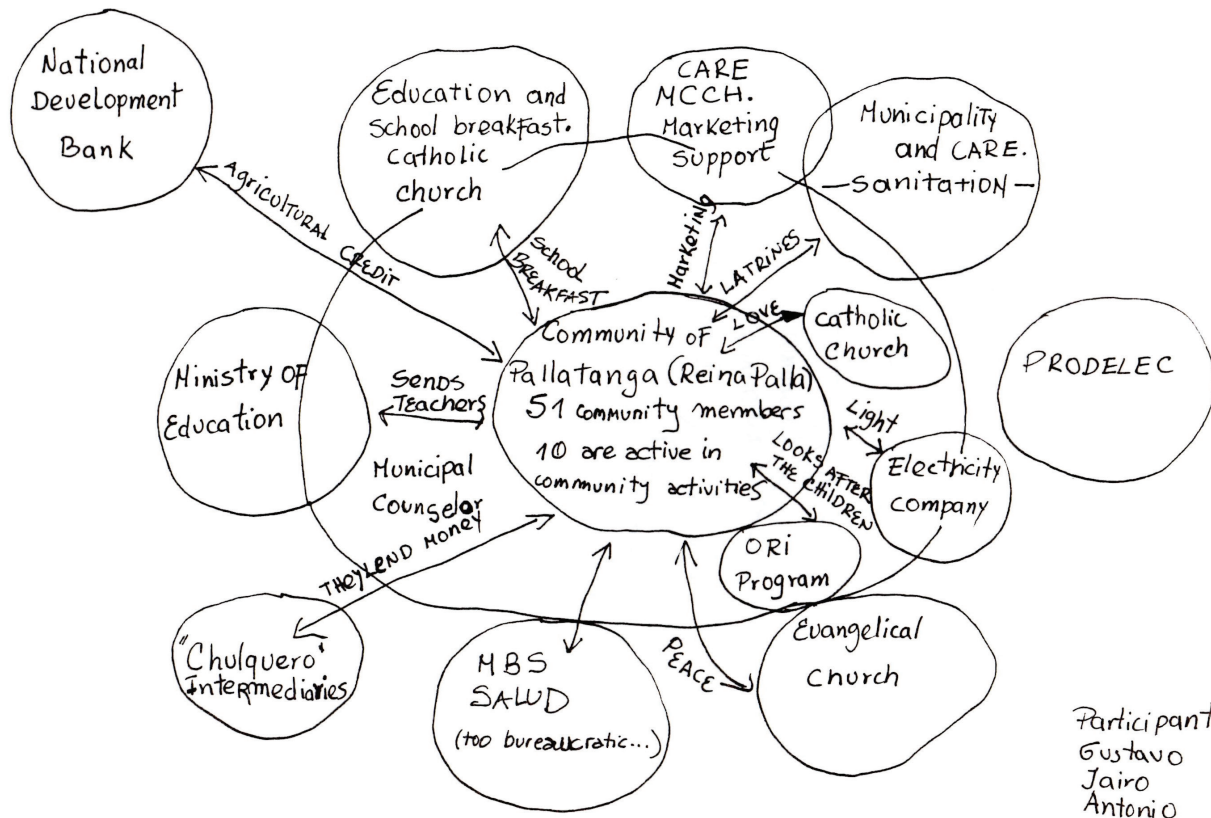 National
Development
Bank
Education and
School breakfast.
Catholic
church
CARE
MCCH.
Marketing
Support
Municipality
and CARE.
-Sanitation-
AGRICULTURAL CREDIT
SCHOOL
BREAKFAST
Marketing
LATRINES
LOVE
Catholic
Church
PRODELEC
Ministry OF
Education
SENDS
TEACHERS
Community OF
Pallatanga (Reina Palla)
51 community members
10 are active in
community activities
Light
Electricity
company
LOOKS AFTER
THE CHILDREN
Municipal
Counselor
THEY LEND MONEY
ORI
Program
"Chulquero"
Intermediaries
MBS
SALUD
(too bureaucratic...)
PEACE
Evangelical
Church
Participant
Gustavo
Jairo
Antonio